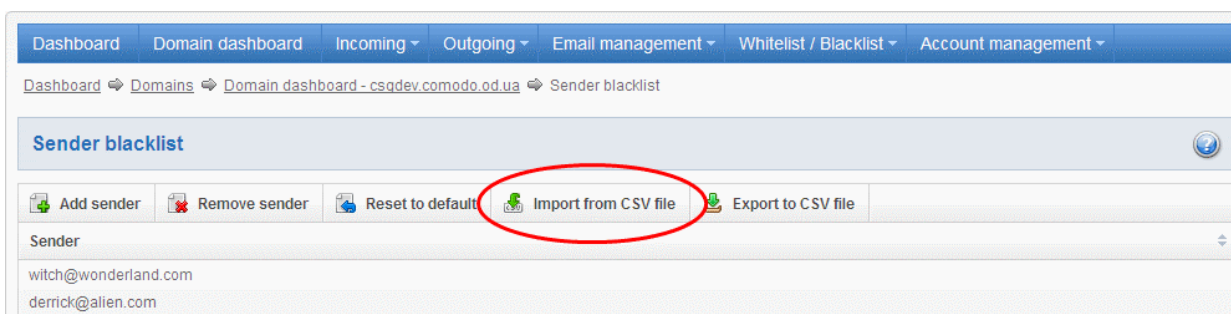 Dashboard Domain dashboard Incoming Outgoing Email management Whitelist / Blacklist Account management
Dashboard Domains Domain dashboard - csqdev.comodo.od.ua Sender blacklist
Sender blacklist
Add sender Remove sender Reset to default Import from CSV file Export to CSV file
Sender
witch@wonderland.com
derrick@alien.com